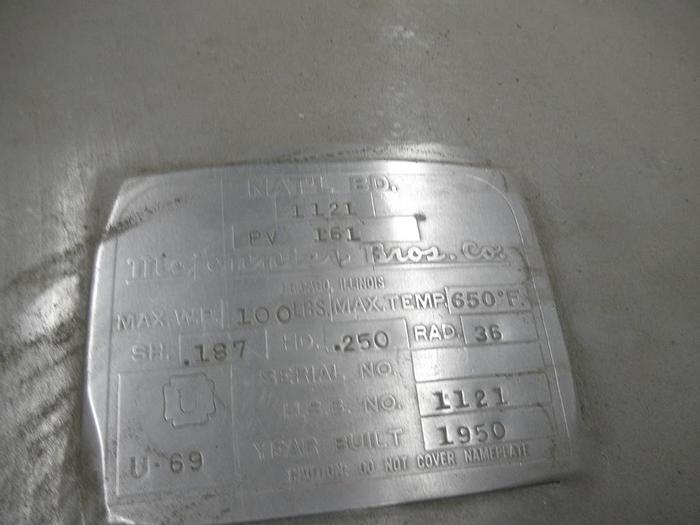 NAT'L. BD.
1121
PV 161
Bros. Co.
ILLINOIS
MAX. W.P. 100 LBS. MAX. TEMP. 650°F.
SH. .187 HD. .250 RAD. 36
SERIAL NO.
U
U.S.B. NO. 1121
YEAR BUILT 1950
U-69
CAUTION: DO NOT COVER NAMEPLATE